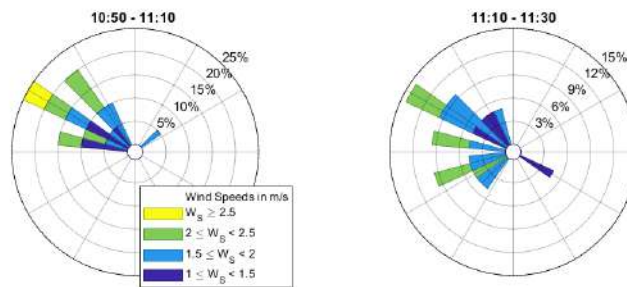 10:50 - 11:10
25%
20%
15%
10%
5%
Wind Speeds in m/s
W_S ≥ 2.5
2 ≤ W_S < 2.5
1.5 ≤ W_S < 2
1 ≤ W_S < 1.5
11:10 - 11:30
15%
12%
9%
6%
3%